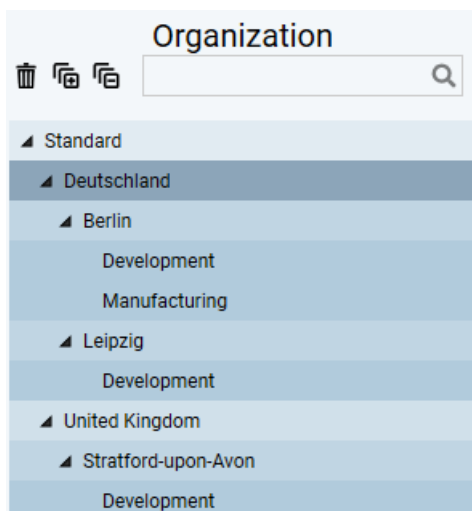 Organization
Standard
Deutschland
Berlin
Development
Manufacturing
Leipzig
Development
United Kingdom
Stratford-upon-Avon
Development